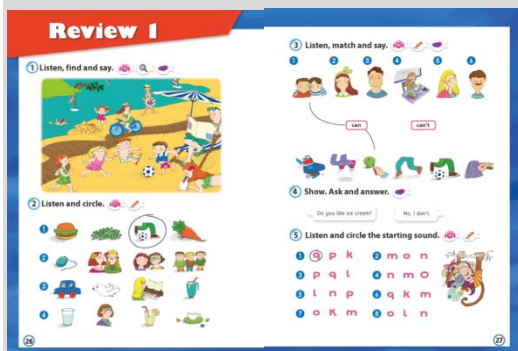 Review 1
1 Listen, find and say.
2 Listen and circle.
1
2
3
4
26
3 Listen, match and say.
1 2 3 4 5 6
can can't
4 Show. Ask and answer.
Do you like ice cream? No, I don't.
5 Listen and circle the starting sound.
1 q p k 2 m o n
3 p q l 4 n m o
5 l n p 6 q k m
7 o k m 8 o l n
27